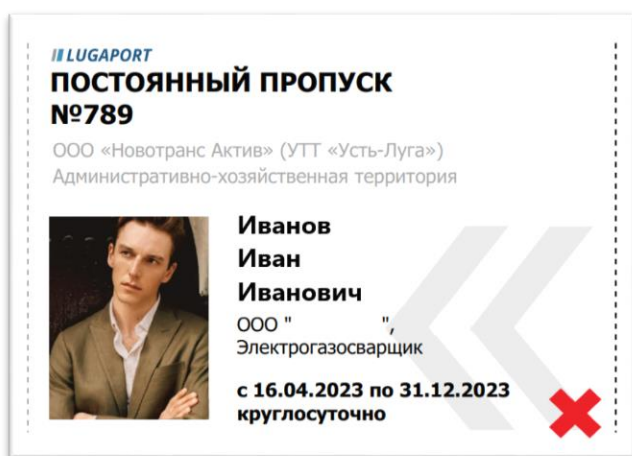 LUGAPORT
ПОСТОЯННЫЙ ПРОПУСК
№789
ООО «Новотранс Актив» (УТТ «Усть-Луга»)
Административно-хозяйственная территория
Иванов
Иван
Иванович
ООО " ",
Электрогазосварщик
с 16.04.2023 по 31.12.2023
круглосуточно